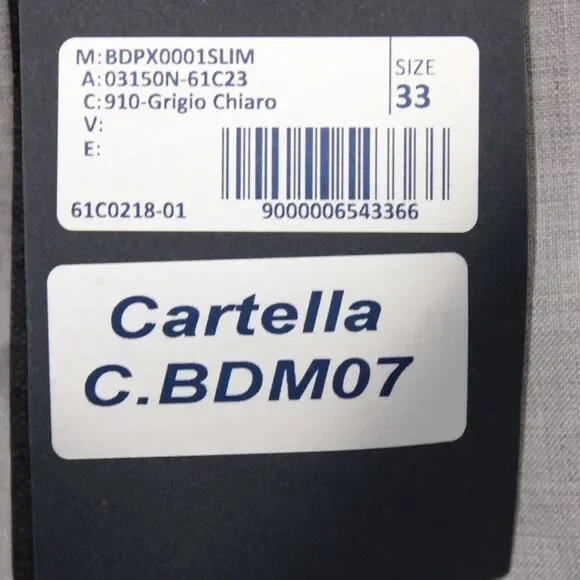 M: BDPX0001SLIM
A: 03150N-61C23
C: 910-Grigio Chiaro
V:
E:
SIZE
33
61C0218-01
9000006543366
Cartella
C.BDM07